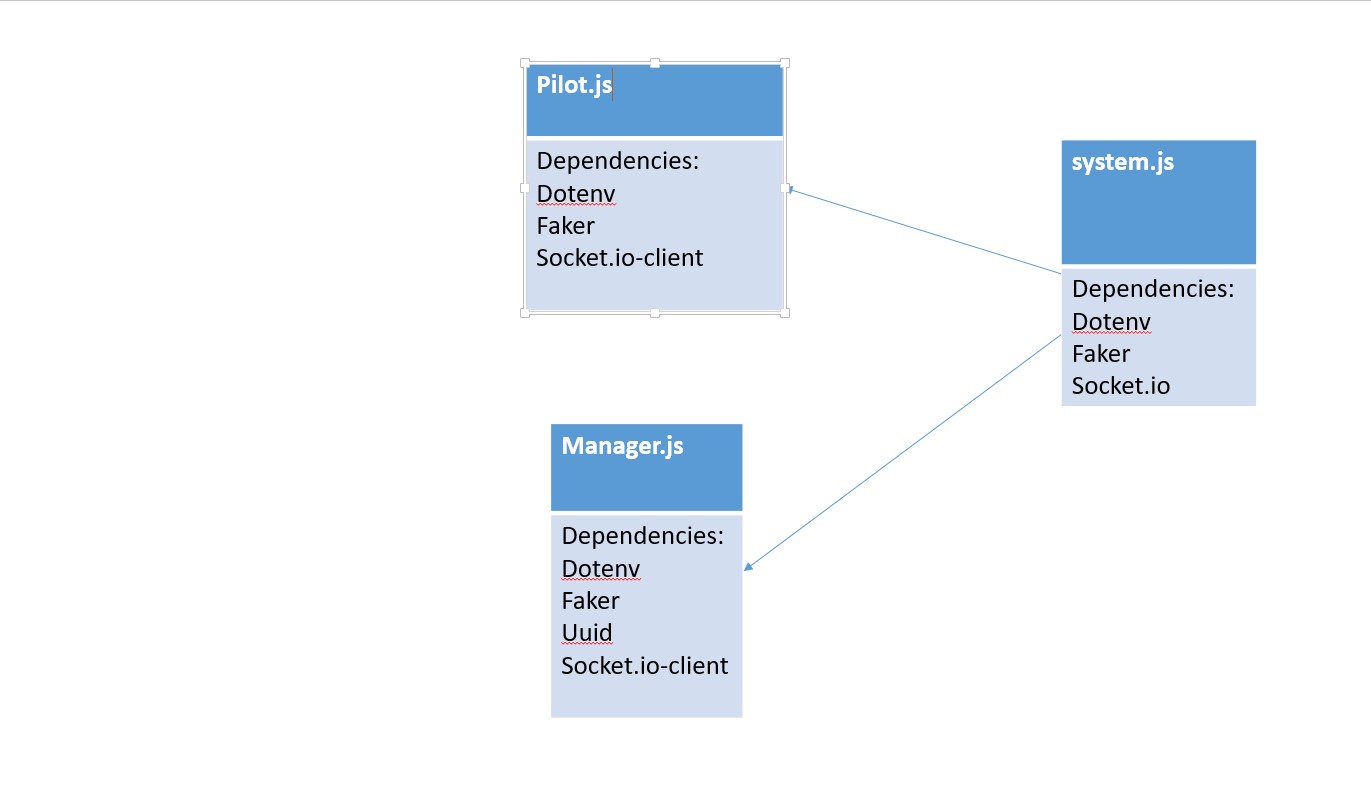 Pilot.js
Dependencies:
Dotenv
Faker
Socket.io-client
system.js
Dependencies:
Dotenv
Faker
Socket.io
Manager.js
Dependencies:
Dotenv
Faker
Uuid
Socket.io-client